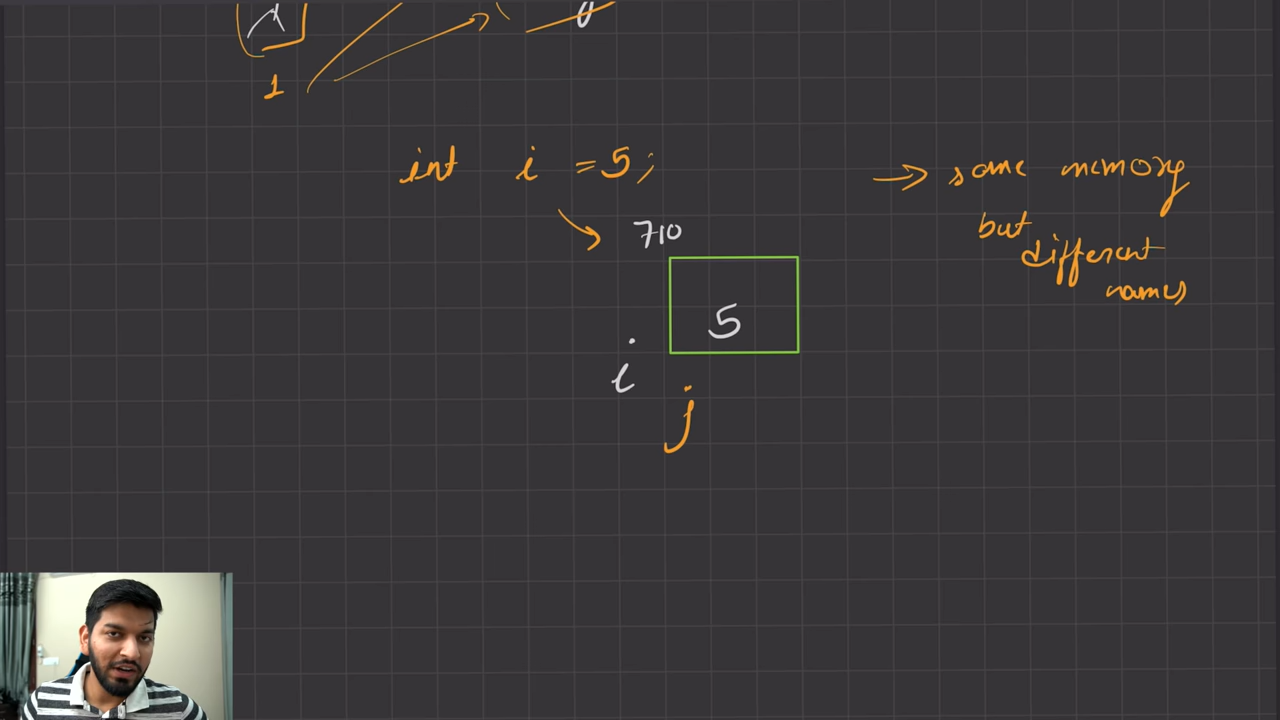 1
int i = 5;
→ same memory
but
different
names
710
5
i
j